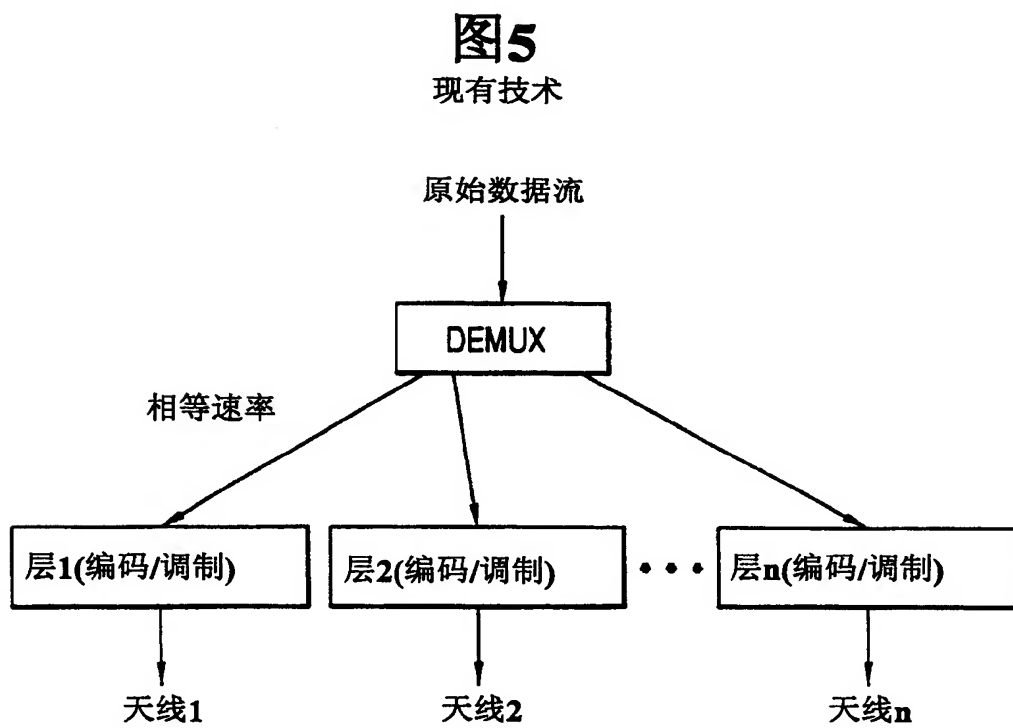 图5
现有技术
原始数据流
DEMUX
相等速率
层1(编码/调制)
层2(编码/调制)
•••
层n(编码/调制)
天线1
天线2
天线n